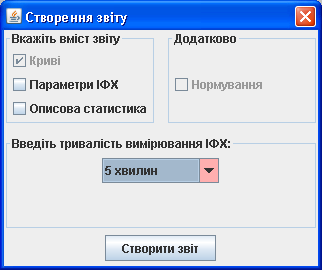 Створення звіту
Вкажіть вміст звіту
Додатково
Криві
Параметри ІФХ
Нормування
Описова статистика
Введіть тривалість вимірювання ІФХ:
5 хвилин
Створити звіт